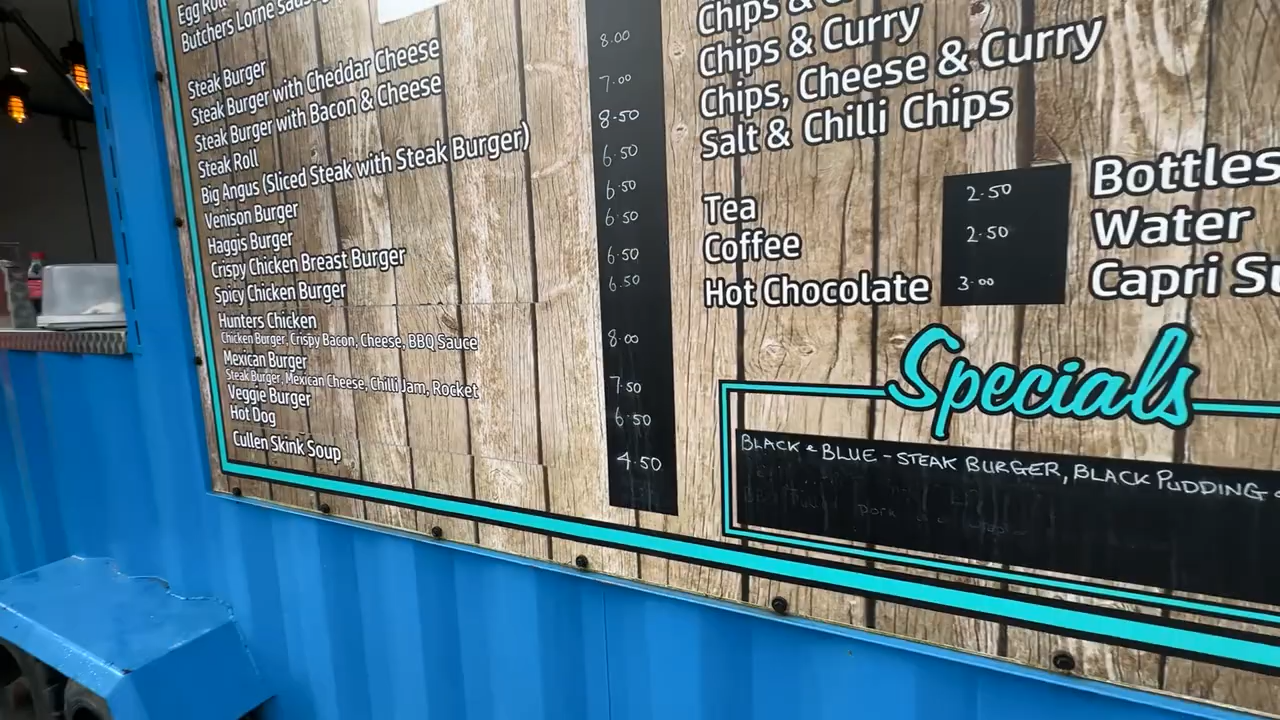 Egg Roll
Butchers Lorne
Steak Burger
Steak Burger with Cheddar Cheese
Steak Burger with Bacon & Cheese
Steak Roll
Big Angus (Sliced Steak with Steak Burger)
Venison Burger
Haggis Burger
Crispy Chicken Breast Burger
Spicy Chicken Burger
Hunters Chicken
Chicken Burger, Crispy Bacon, Cheese, BBQ Sauce
Mexican Burger
Steak Burger, Mexican Cheese, Chilli Jam, Rocket
Veggie Burger
Hot Dog
Cullen Skink Soup
8.00
7.00
8.50
6.50
6.50
6.50
6.50
6.50
8.00
7.50
6.50
4.50
Chips &
Chips & Curry
Chips, Cheese & Curry
Salt & Chilli Chips
Tea 2.50
Coffee 2.50
Hot Chocolate 3.00
Bottles
Water
Capri Su
Specials
BLACK & BLUE - STEAK BURGER, BLACK PUDDING